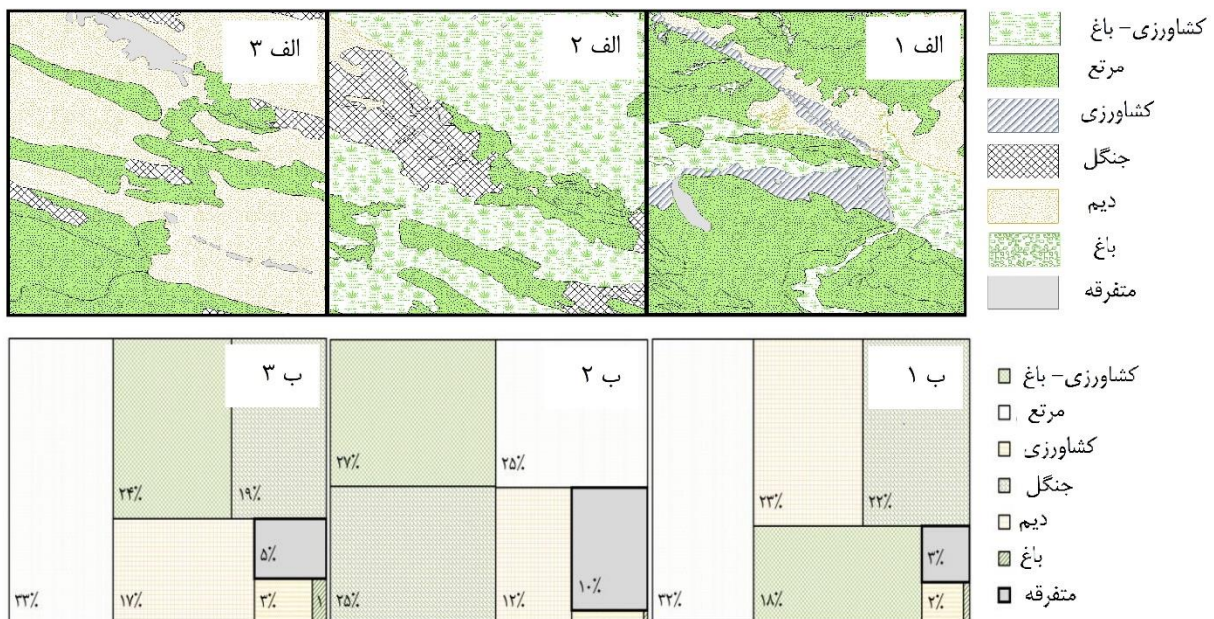 الف ۱
الف ۲
الف ۳
کشاورزی- باغ
مرتع
کشاورزی
جنگل
دیم
باغ
متفرقه
ب ۱
۲۳٪
۲۲٪
۳٪
۳۲٪
۱۸٪
۲٪
ب ۲
۲۷٪
۲۵٪
۲۵٪
۱۲٪
۱۰٪
ب ۳
۲۴٪
۱۹٪
۵٪
۳۳٪
۱۷٪
۳٪
۱
کشاورزی- باغ
مرتع
کشاورزی
جنگل
دیم
باغ
متفرقه